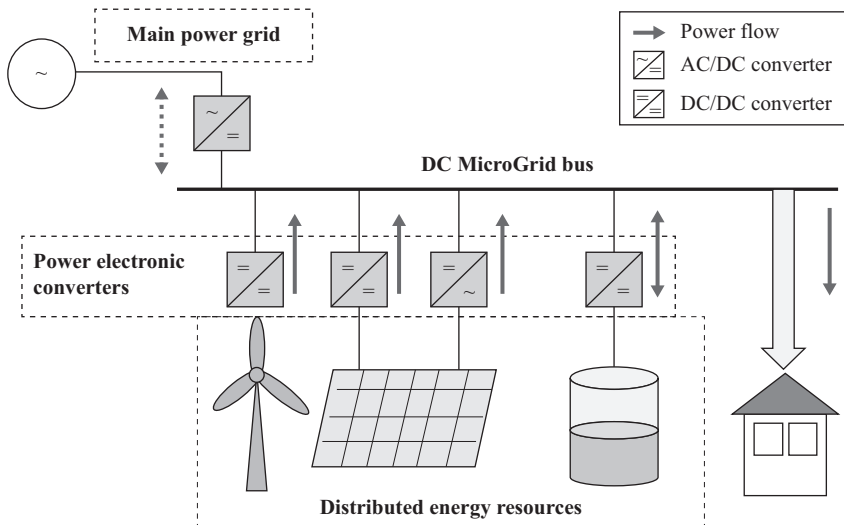 Main power grid
Power flow
AC/DC converter
DC/DC converter
DC MicroGrid bus
Power electronic
converters
Distributed energy resources